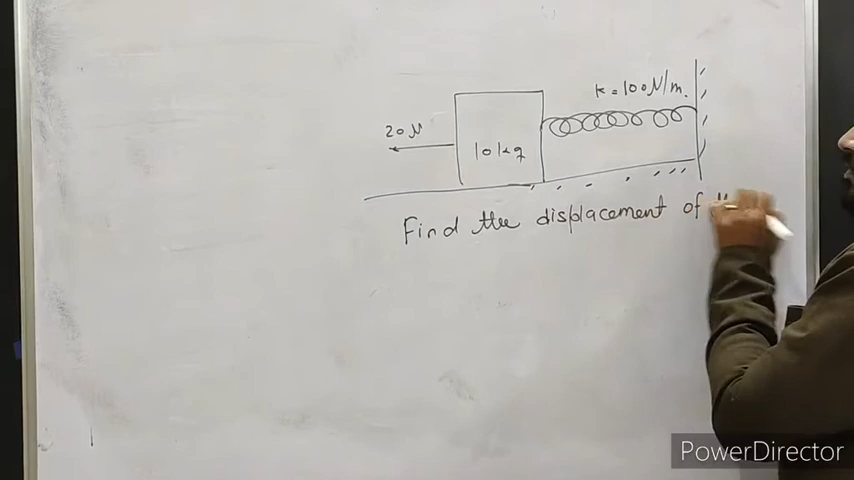 k = 100 N/m.
20 N
10 kg
Find the displacement of
PowerDirector